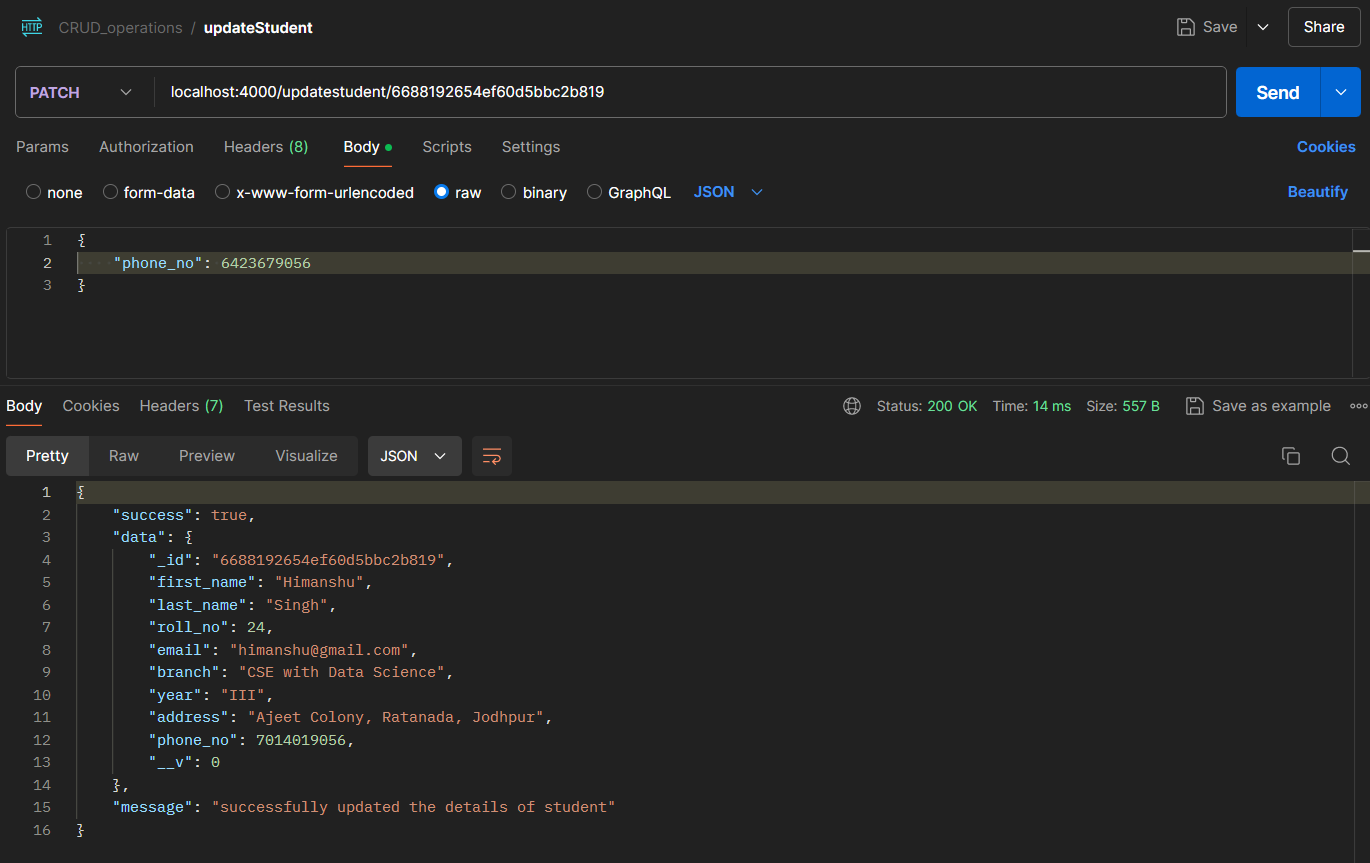 HTTP CRUD_operations / updateStudent Save Share
PATCH localhost:4000/updatestudent/6688192654ef60d5bbc2b819 Send
Params Authorization Headers (8) Body Scripts Settings Cookies
none form-data x-www-form-urlencoded raw binary GraphQL JSON Beautify
1 {
2 "phone_no": 6423679056
3 }
Body Cookies Headers (7) Test Results Status: 200 OK Time: 14 ms Size: 557 B Save as example
Pretty Raw Preview Visualize JSON
1 {
2 "success": true,
3 "data": {
4 "_id": "6688192654ef60d5bbc2b819",
5 "first_name": "Himanshu",
6 "last_name": "Singh",
7 "roll_no": 24,
8 "email": "himanshu@gmail.com",
9 "branch": "CSE with Data Science",
10 "year": "III",
11 "address": "Ajeet Colony, Ratanada, Jodhpur",
12 "phone_no": 7014019056,
13 "__v": 0
14 },
15 "message": "successfully updated the details of student"
16 }